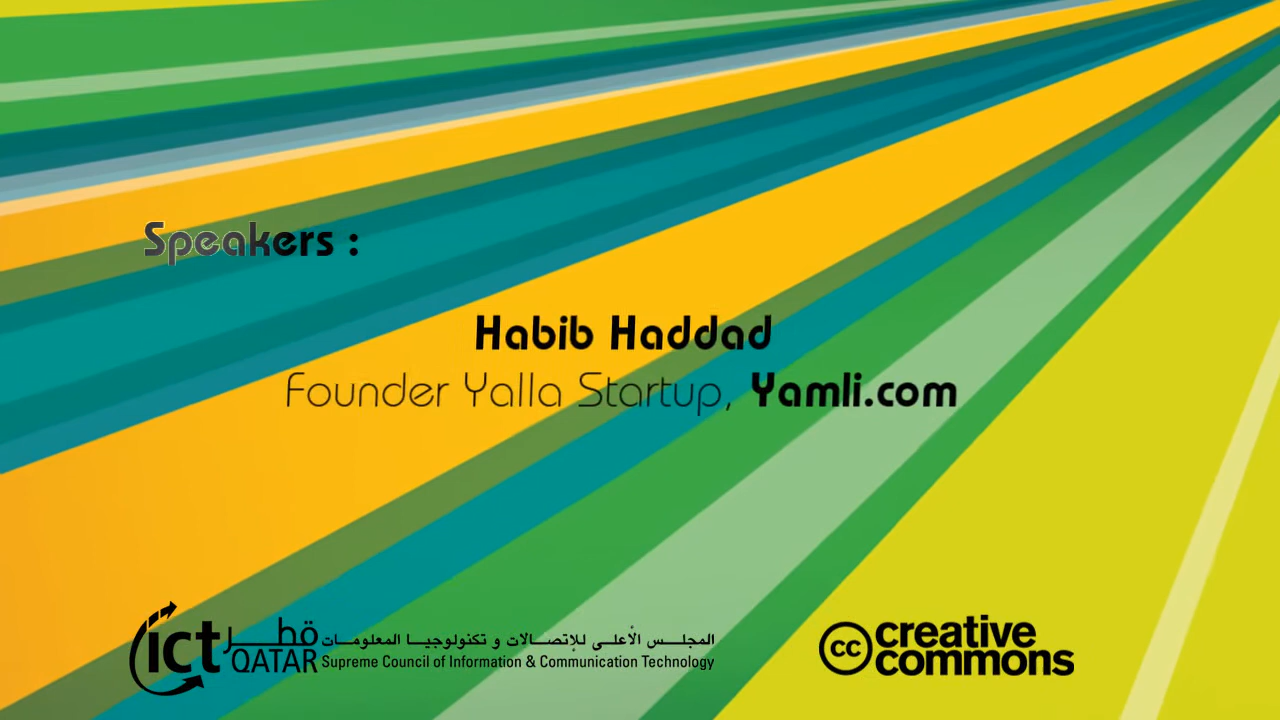 Speakers :
Habib Haddad
Founder Yalla Startup, Yamli.com
ict قطر
QATAR
المجلس الأعلى للإتصالات و تكنولوجيا المعلومات
Supreme Council of Information & Communication Technology
cc creative
commons